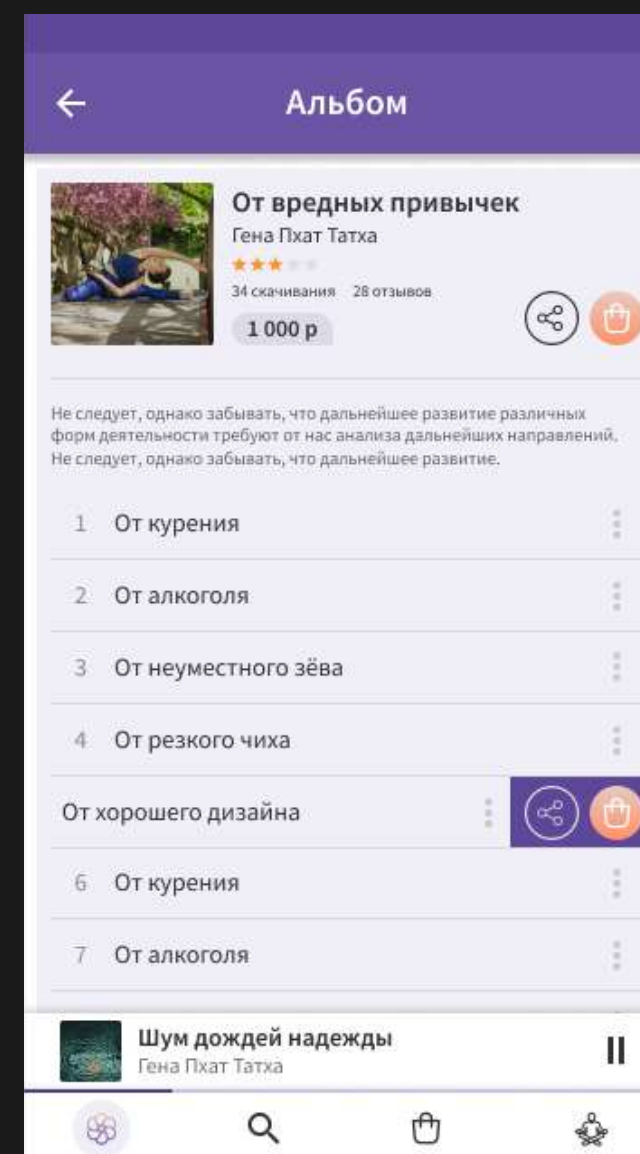 Альбом
От вредных привычек
Гена Пхат Татха
34 скачивания 28 отзывов
1 000 р
Не следует, однако забывать, что дальнейшее развитие различных
форм деятельности требуют от нас анализа дальнейших направлений.
Не следует, однако забывать, что дальнейшее развитие.
1 От курения
2 От алкоголя
3 От неуместного зёва
4 От резкого чиха
От хорошего дизайна
6 От курения
7 От алкоголя
Шум дождей надежды
Гена Пхат Татха